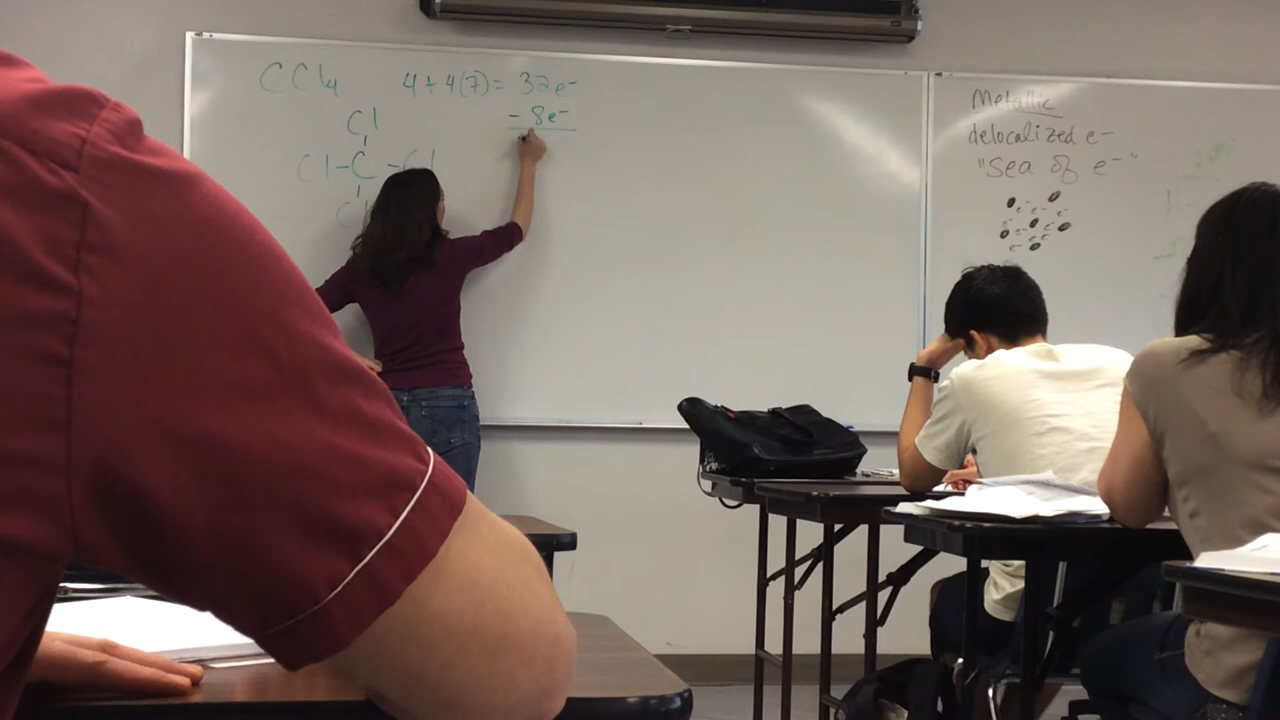 CCl4
4 + 4(7) = 32e-
- 8e-
Cl
Cl-C-Cl
Cl
Metallic
delocalized e-
"Sea of e-"
e- e-
e-
e-
e- e-
e-